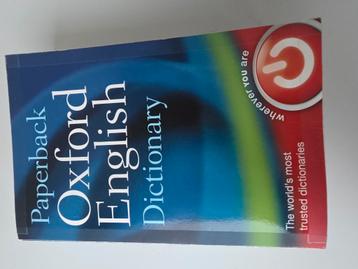 Paperback
Oxford
English
Dictionary
wherever you are
The world's most
trusted dictionaries